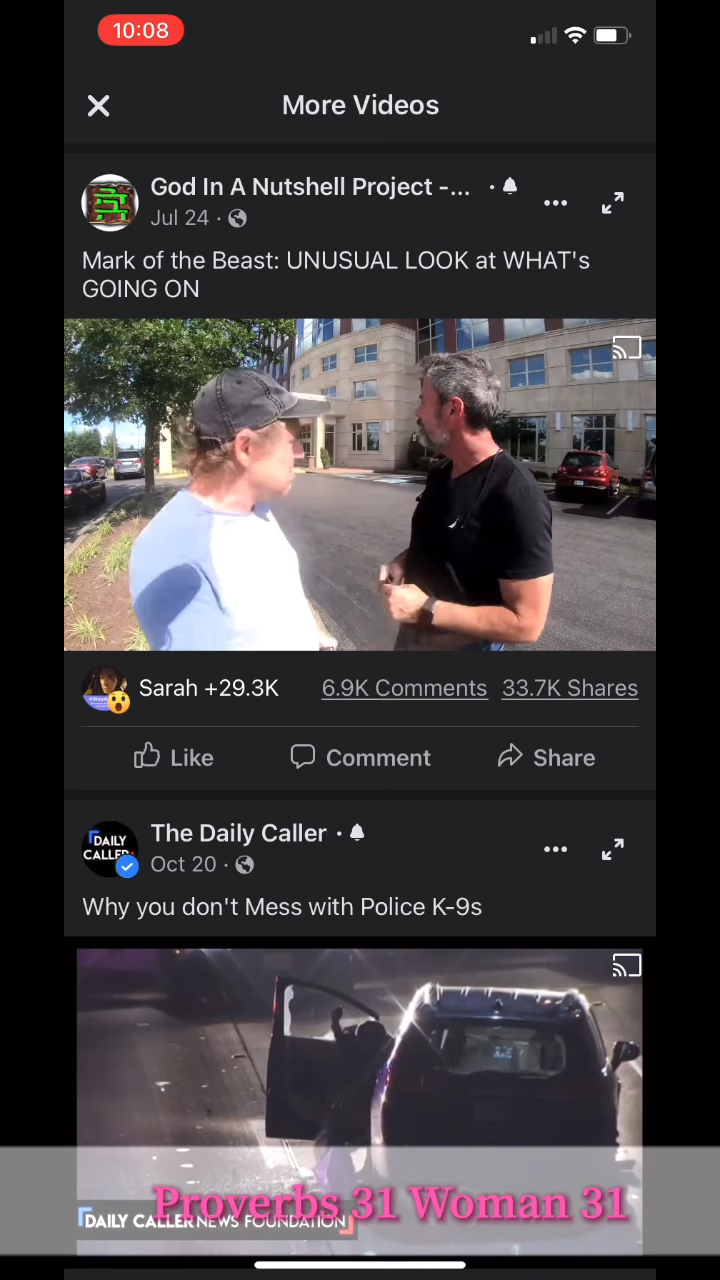 10:08
More Videos
God In A Nutshell Project -...
Jul 24 ·
Mark of the Beast: UNUSUAL LOOK at WHAT's
GOING ON
Sarah +29.3K
6.9K Comments
33.7K Shares
Like
Comment
Share
DAILY
CALLER
The Daily Caller ·
Oct 20 ·
Why you don't Mess with Police K-9s
Proverbs 31 Woman 31
DAILY CALLER NEWS FOUNDATION